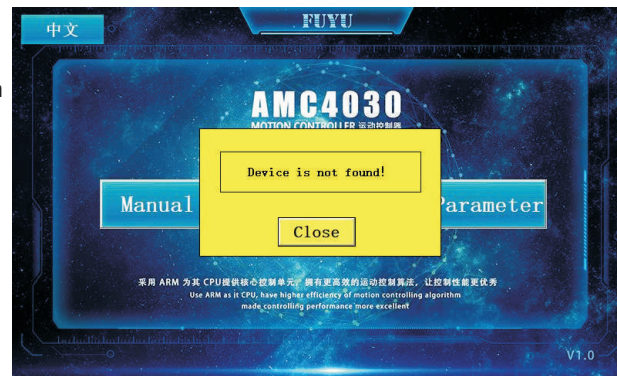 中文
FUYU
AMC4030
MOTION CONTROLLER 运动控制器
Device is not found!
Manual
Parameter
Close
采用 ARM 为其 CPU提供核心控制单元，拥有更高效的运动控制算法，让控制性能更优秀
Use ARM as it CPU, have higher efficiency of motion controlling algorithm
made controlling performance more excellent
V1.0